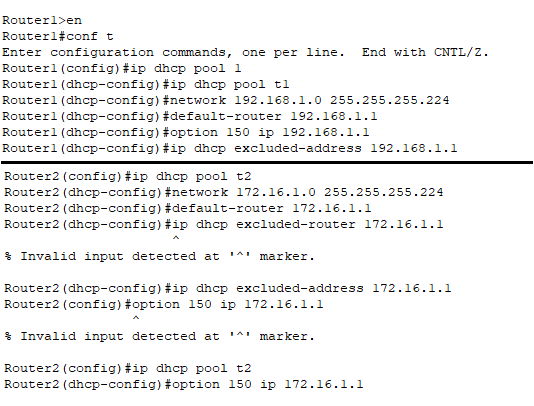 Router1>en
Router1#conf t
Enter configuration commands, one per line.  End with CNTL/Z.
Router1(config)#ip dhcp pool 1
Router1(dhcp-config)#ip dhcp pool t1
Router1(dhcp-config)#network 192.168.1.0 255.255.255.224
Router1(dhcp-config)#default-router 192.168.1.1
Router1(dhcp-config)#option 150 ip 192.168.1.1
Router1(dhcp-config)#ip dhcp excluded-address 192.168.1.1
Router2(config)#ip dhcp pool t2
Router2(dhcp-config)#network 172.16.1.0 255.255.255.224
Router2(dhcp-config)#default-router 172.16.1.1
Router2(dhcp-config)#ip dhcp excluded-router 172.16.1.1
^
% Invalid input detected at '^' marker.
Router2(dhcp-config)#ip dhcp excluded-address 172.16.1.1
Router2(config)#option 150 ip 172.16.1.1
^
% Invalid input detected at '^' marker.
Router2(config)#ip dhcp pool t2
Router2(dhcp-config)#option 150 ip 172.16.1.1